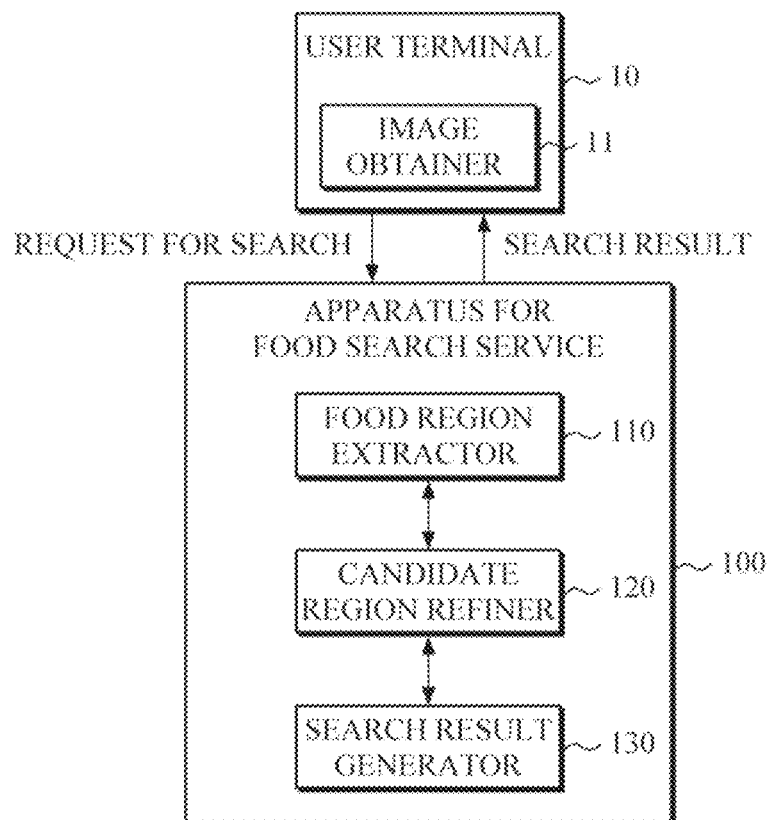 USER TERMINAL
10
IMAGE
OBTAINER
11
REQUEST FOR SEARCH
SEARCH RESULT
APPARATUS FOR
FOOD SEARCH SERVICE
FOOD REGION
EXTRACTOR
110
CANDIDATE
REGION REFINER
120
100
SEARCH RESULT
GENERATOR
130